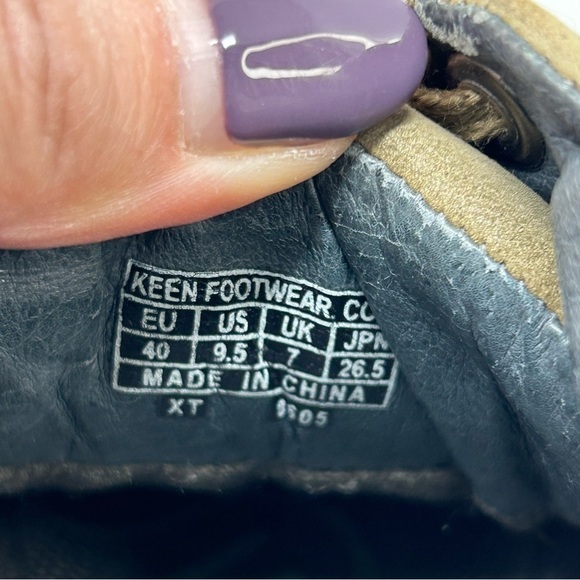 KEEN FOOTWEAR. CO
EU US UK JPN
40 9.5 7 26.5
MADE IN CHINA
XT